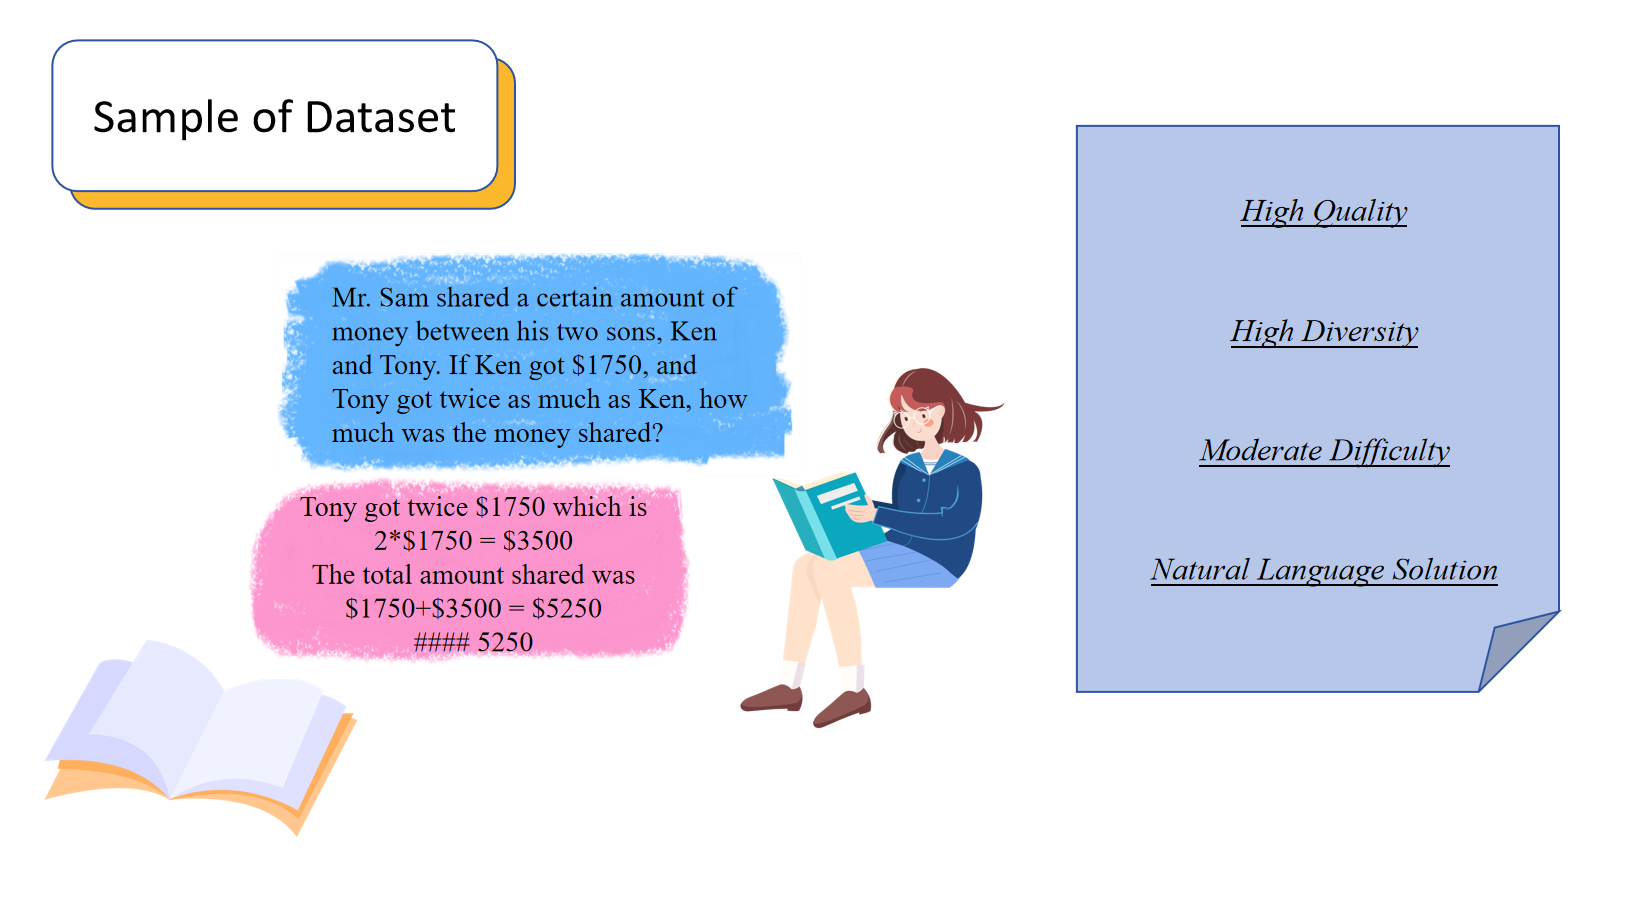 Sample of Dataset
Mr. Sam shared a certain amount of
money between his two sons, Ken
and Tony. If Ken got $1750, and
Tony got twice as much as Ken, how
much was the money shared?
Tony got twice $1750 which is
2*$1750 = $3500
The total amount shared was
$1750+$3500 = $5250
#### 5250
High Quality
High Diversity
Moderate Difficulty
Natural Language Solution